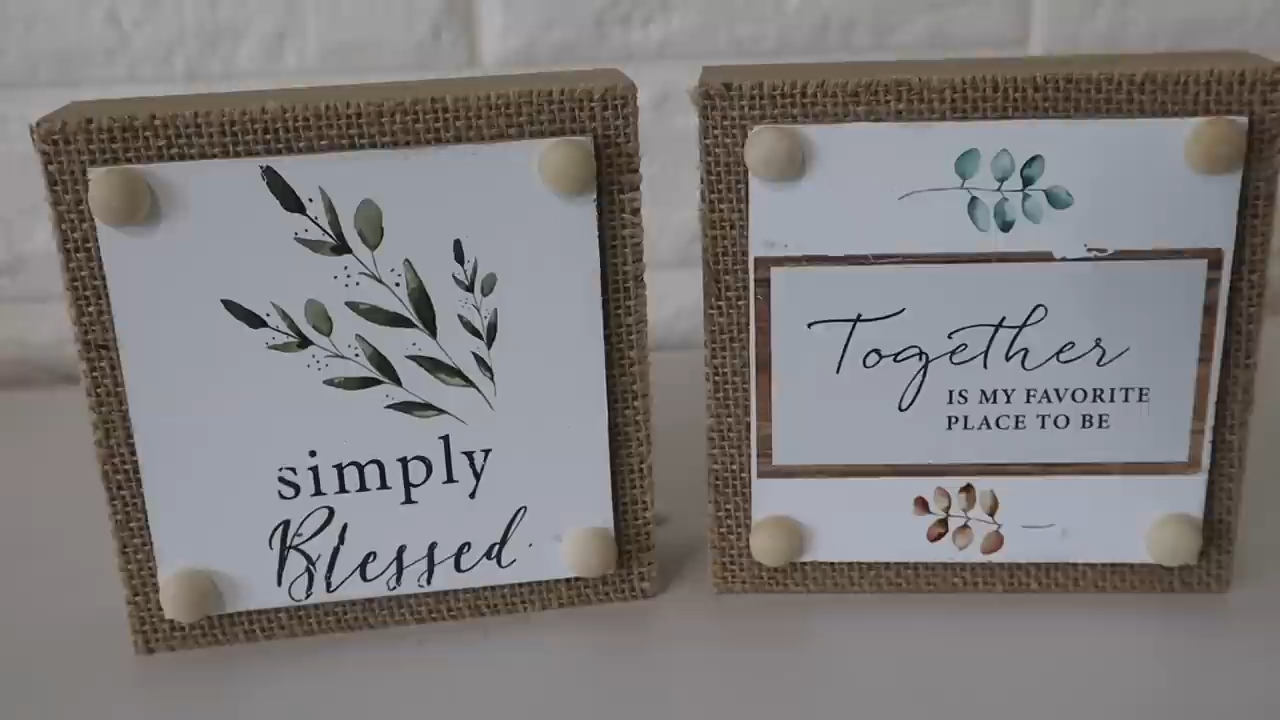 simply
Blessed.
Together
IS MY FAVORITE
PLACE TO BE